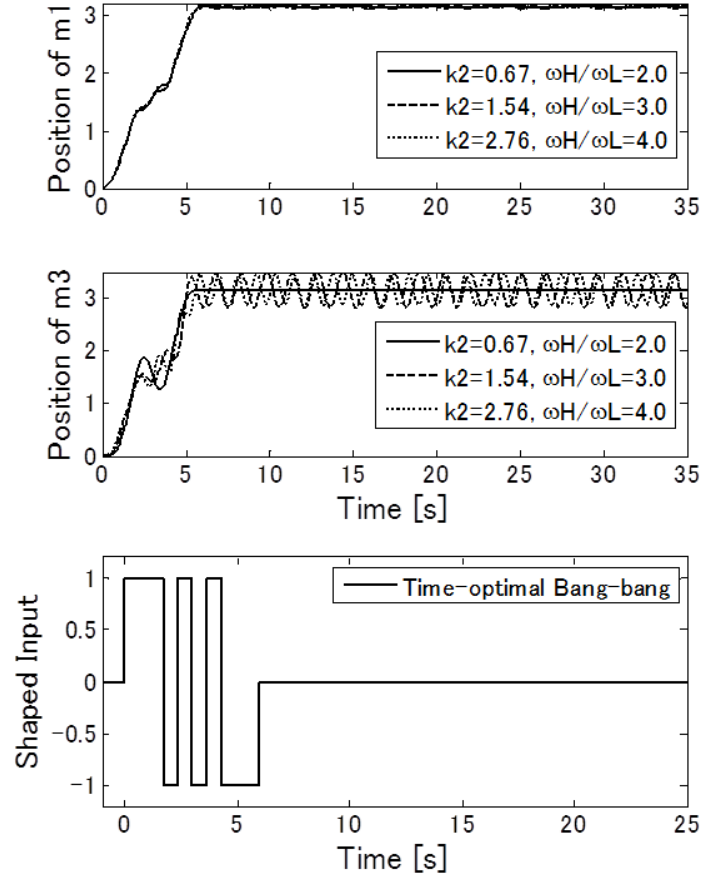 Position of m1
3
2
1
0
k2=0.67, ωH/ωL=2.0
k2=1.54, ωH/ωL=3.0
k2=2.76, ωH/ωL=4.0
0 5 10 15 20 25 30 35
Position of m3
3
2
1
0
k2=0.67, ωH/ωL=2.0
k2=1.54, ωH/ωL=3.0
k2=2.76, ωH/ωL=4.0
0 5 10 15 20 25 30 35
Time [s]
Shaped Input
1
0.5
0
-0.5
-1
Time-optimal Bang-bang
0 5 10 15 20 25
Time [s]